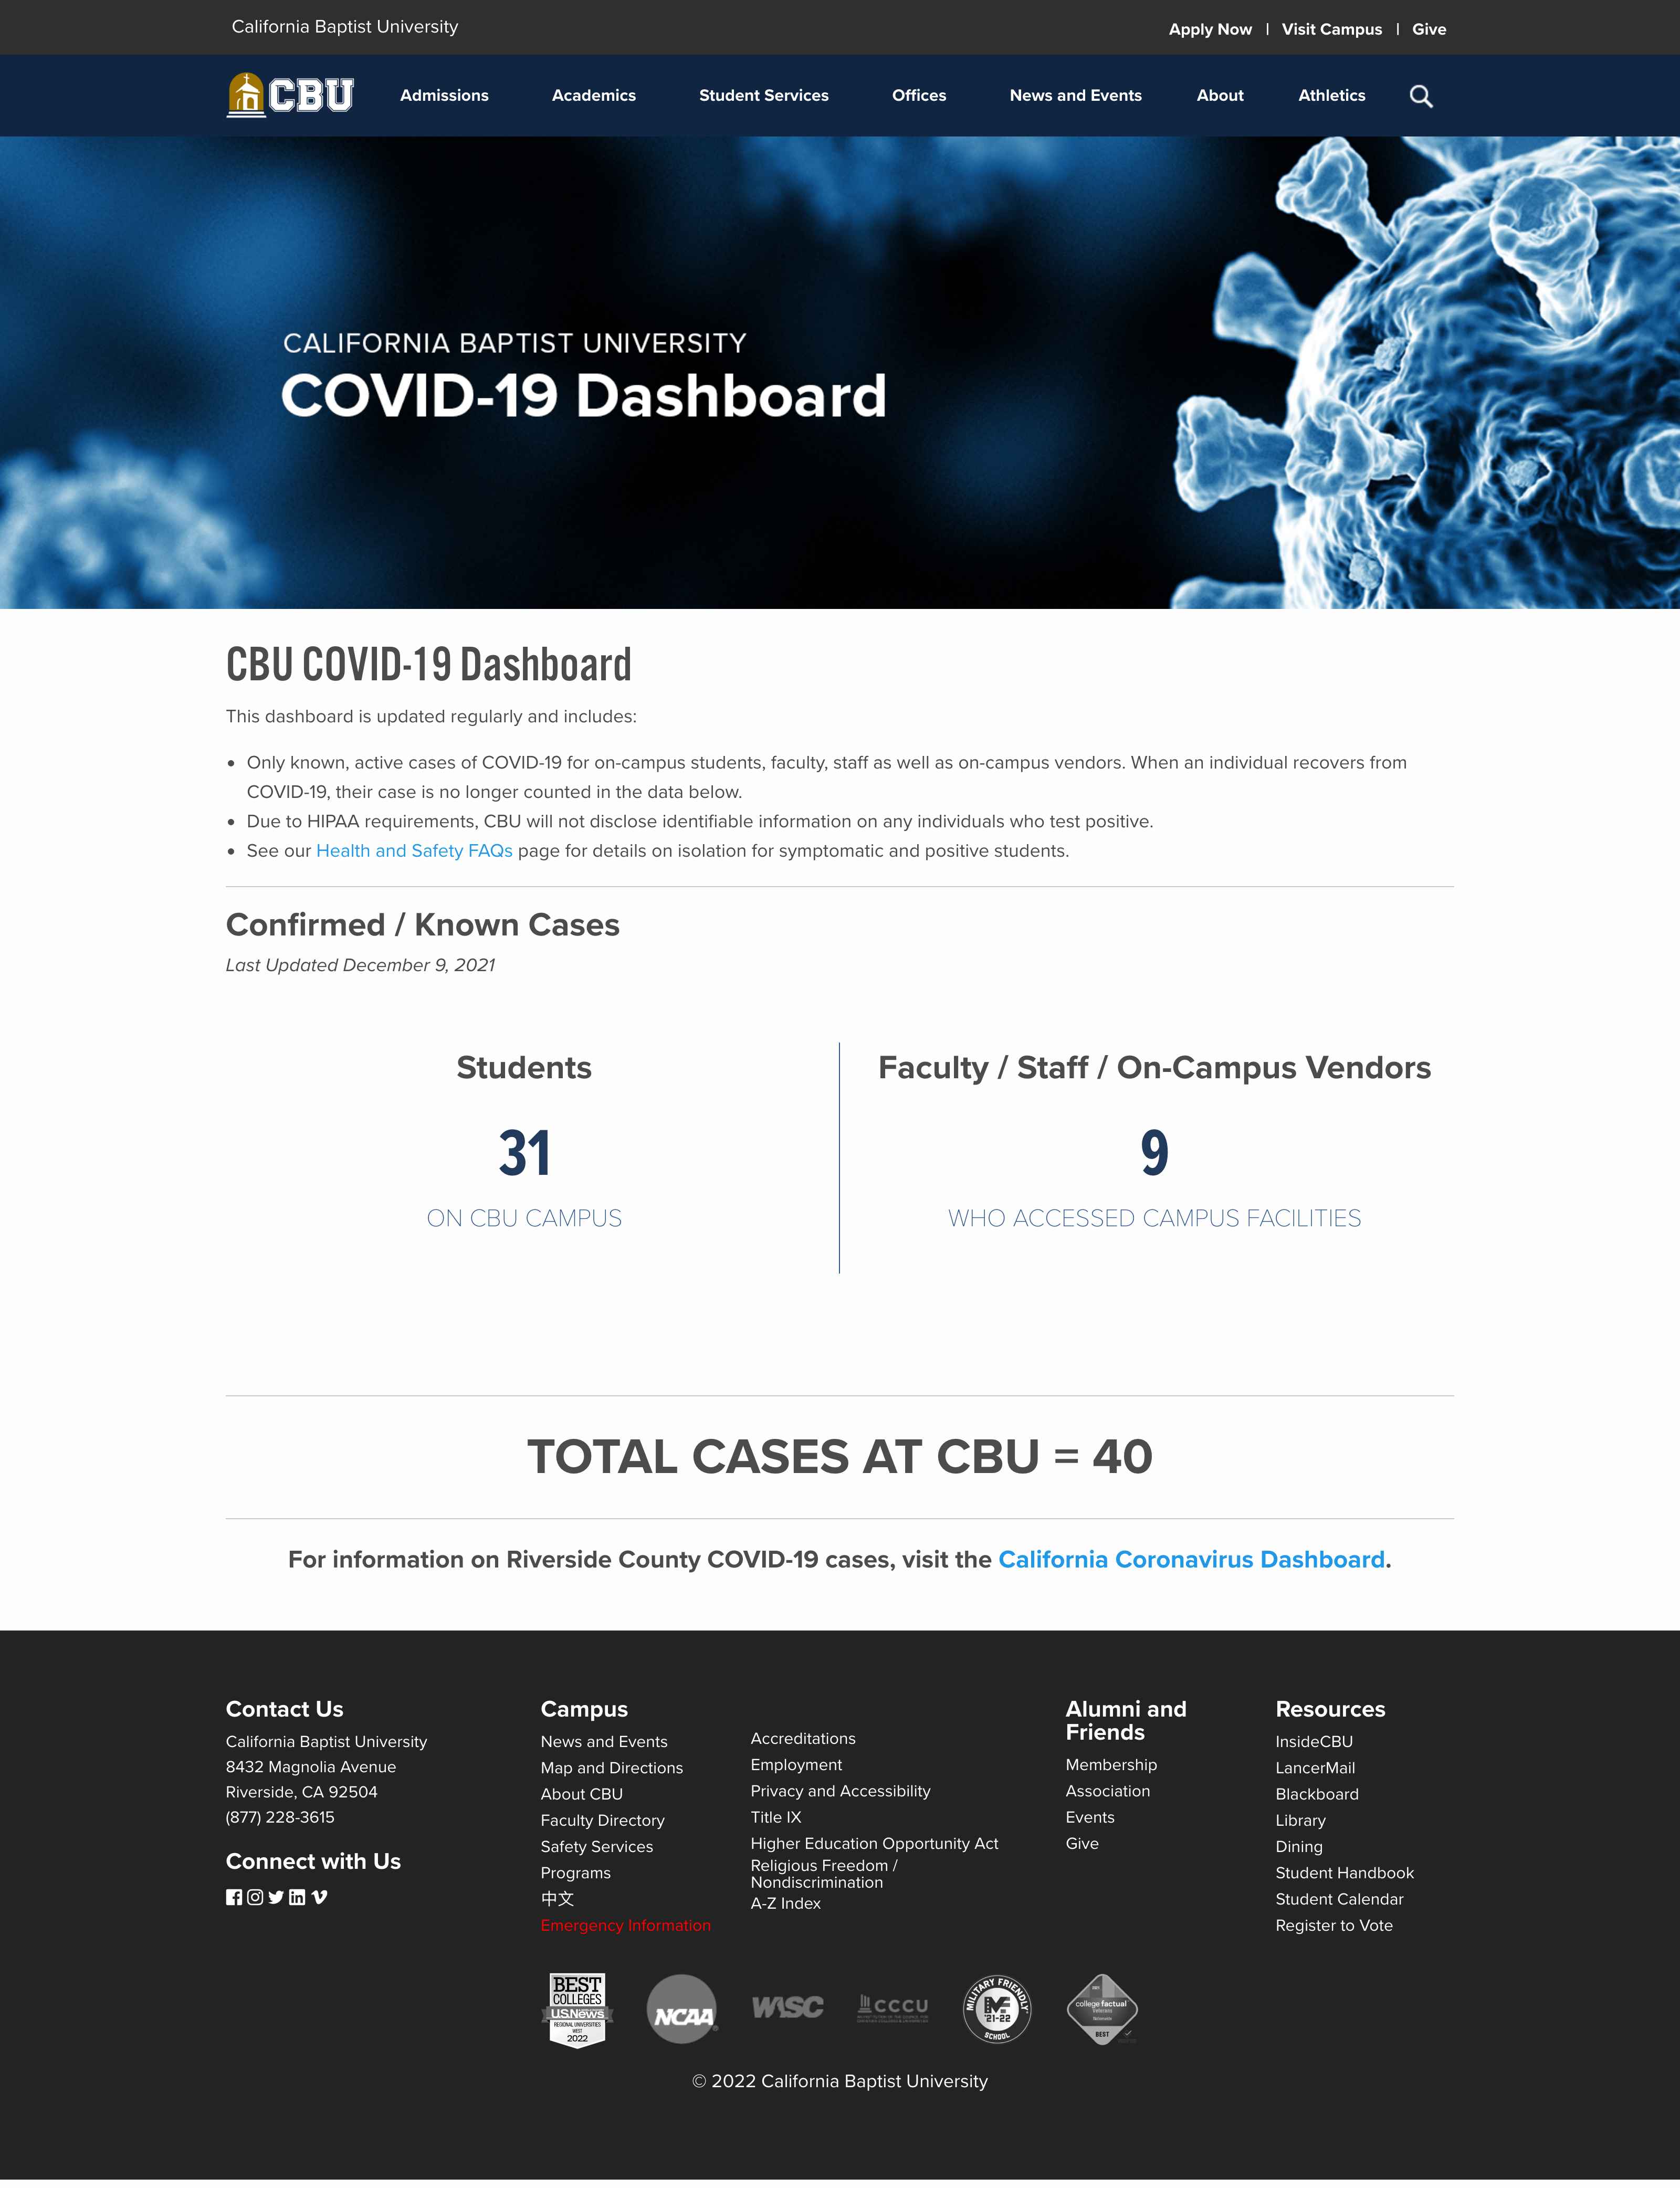 California Baptist University
Apply Now | Visit Campus | Give
CBU
Admissions
Academics
Student Services
Offices
News and Events
About
Athletics
CALIFORNIA BAPTIST UNIVERSITY
COVID-19 Dashboard
CBU COVID-19 Dashboard
This dashboard is updated regularly and includes:
• Only known, active cases of COVID-19 for on-campus students, faculty, staff as well as on-campus vendors. When an individual recovers from
COVID-19, their case is no longer counted in the data below.
• Due to HIPAA requirements, CBU will not disclose identifiable information on any individuals who test positive.
• See our Health and Safety FAQs page for details on isolation for symptomatic and positive students.
Confirmed / Known Cases
Last Updated December 9, 2021
Students
31
ON CBU CAMPUS
Faculty / Staff / On-Campus Vendors
9
WHO ACCESSED CAMPUS FACILITIES
TOTAL CASES AT CBU = 40
For information on Riverside County COVID-19 cases, visit the California Coronavirus Dashboard.
Contact Us
California Baptist University
8432 Magnolia Avenue
Riverside, CA 92504
(877) 228-3615
Connect with Us
Campus
News and Events
Map and Directions
About CBU
Faculty Directory
Safety Services
Programs
中文
Emergency Information
Accreditations
Employment
Privacy and Accessibility
Title IX
Higher Education Opportunity Act
Religious Freedom /
Nondiscrimination
A-Z Index
Alumni and
Friends
Membership
Association
Events
Give
Resources
InsideCBU
LancerMail
Blackboard
Library
Dining
Student Handbook
Student Calendar
Register to Vote
BEST
COLLEGES
U.S.News
REGIONAL UNIVERSITIES
WEST
2022
NCAA
WASC
CCCU
MILITARY FRIENDLY
'21-'22
SCHOOL
college factual
Veterans
Nationwide
BEST
© 2022 California Baptist University